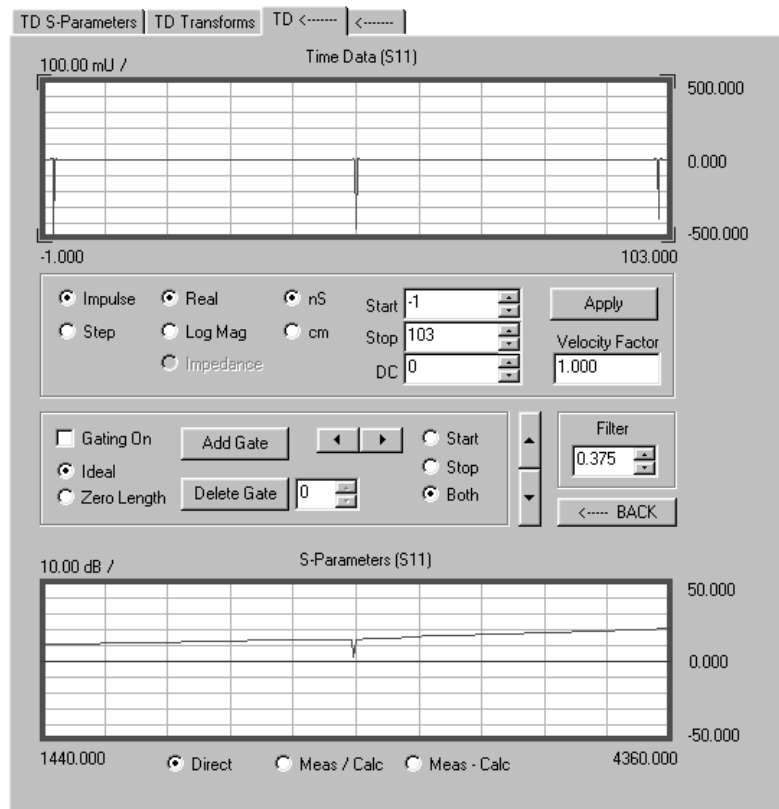 TD S-Parameters TD Transforms TD <------- <-------
100.00 mU / Time Data (S11)
500.000
0.000
-500.000
-1.000 103.000
Impulse Real nS Start -1 Apply
Step Log Mag cm Stop 103 Velocity Factor
Impedance DC 0 1.000
Gating On Add Gate Start Filter
Ideal Stop 0.375
Zero Length Delete Gate 0 Both <----- BACK
10.00 dB / S-Parameters (S11)
50.000
0.000
-50.000
1440.000 Direct Meas / Calc Meas - Calc 4360.000